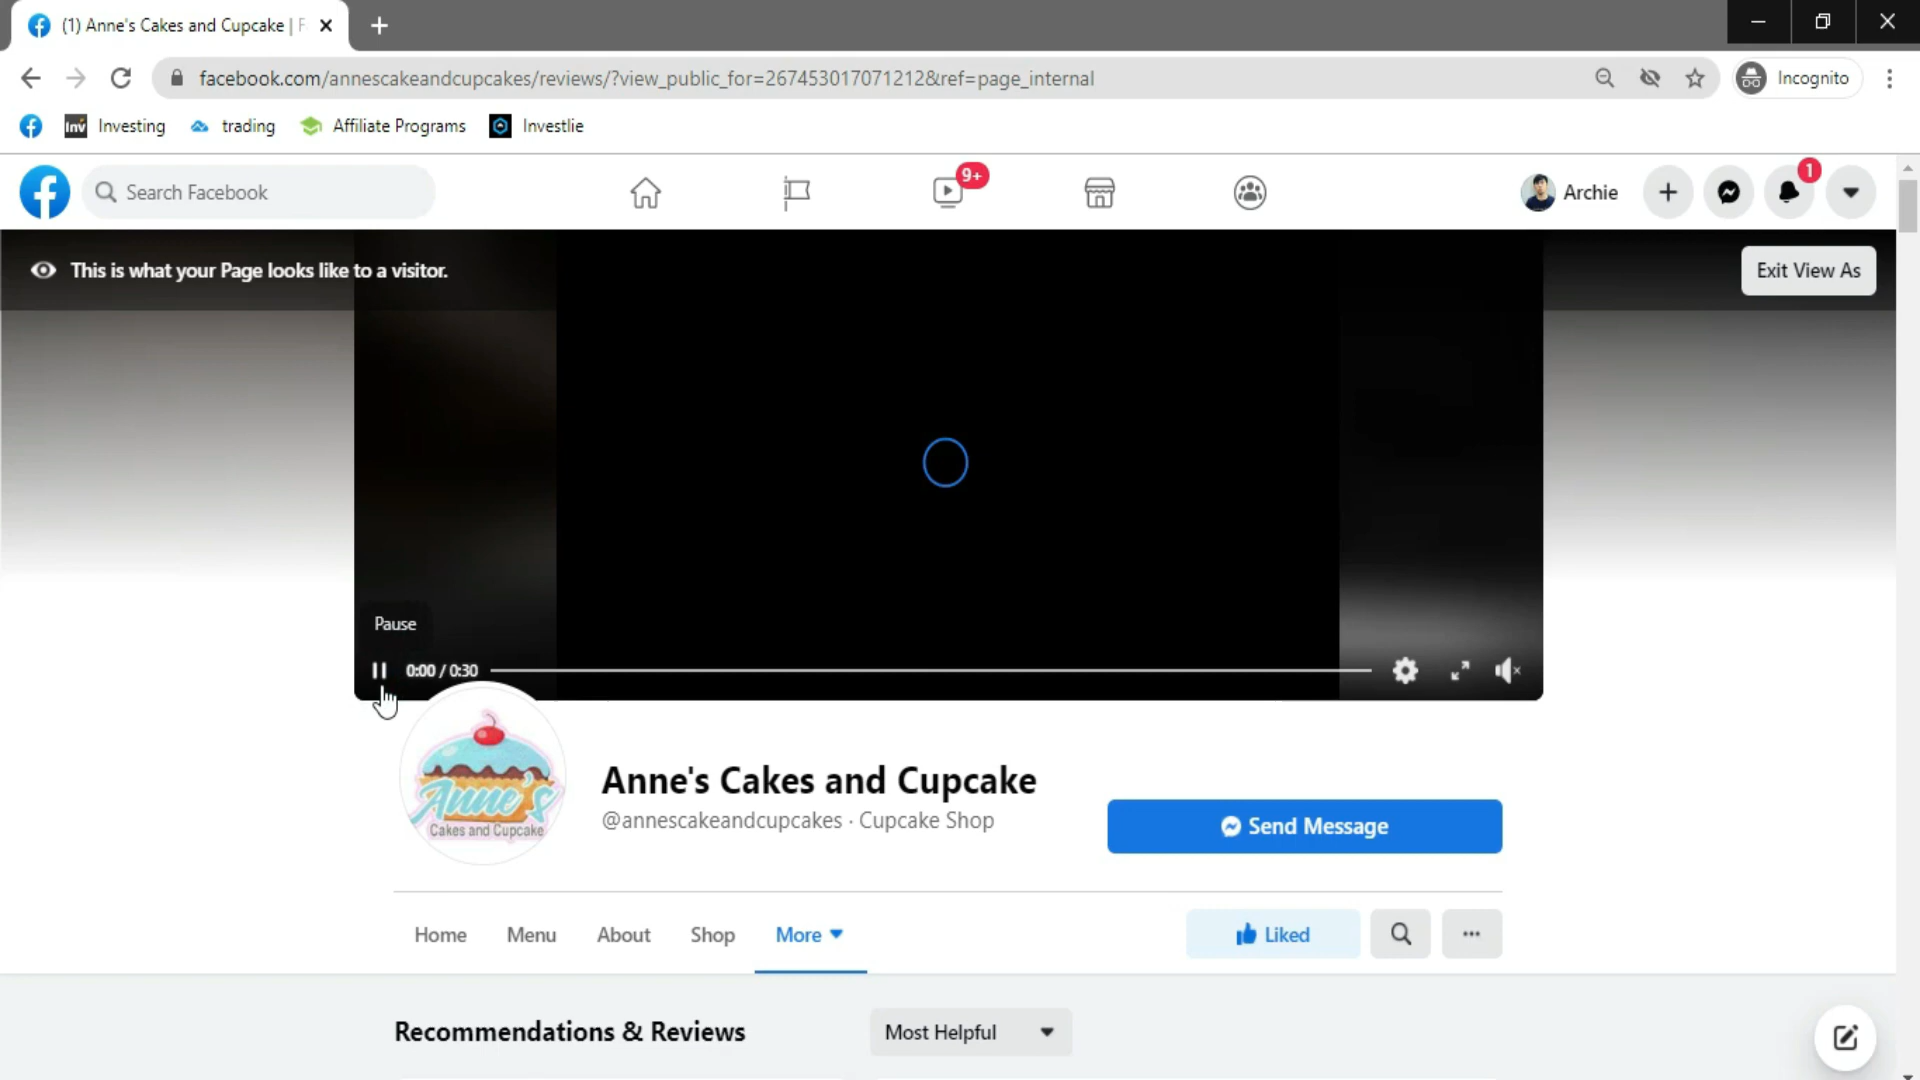 (1) Anne's Cakes and Cupcake | F
facebook.com/annescakeandcupcakes/reviews/?view_public_for=267453017071212&ref=page_internal
Incognito
Inv Investing
trading
Affiliate Programs
Investlie
Search Facebook
9+
Archie
1
This is what your Page looks like to a visitor.
Exit View As
Pause
0:00 / 0:30
Anne's
Cakes and Cupcake
Anne's Cakes and Cupcake
@annescakeandcupcakes · Cupcake Shop
Send Message
Home
Menu
About
Shop
More
Liked
Recommendations & Reviews
Most Helpful